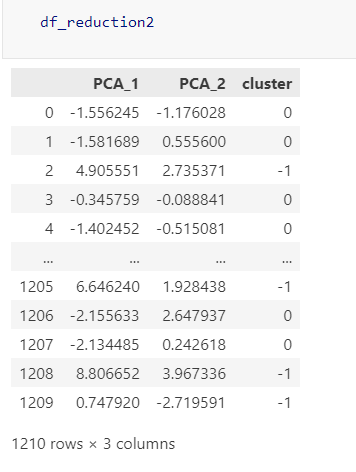 df_reduction2
PCA_1 PCA_2 cluster
0 -1.556245 -1.176028 0
1 -1.581689 0.555600 0
2 4.905551 2.735371 -1
3 -0.345759 -0.088841 0
4 -1.402452 -0.515081 0
... ... ... ...
1205 6.646240 1.928438 -1
1206 -2.155633 2.647937 0
1207 -2.134485 0.242618 0
1208 8.806652 3.967336 -1
1209 0.747920 -2.719591 -1
1210 rows × 3 columns